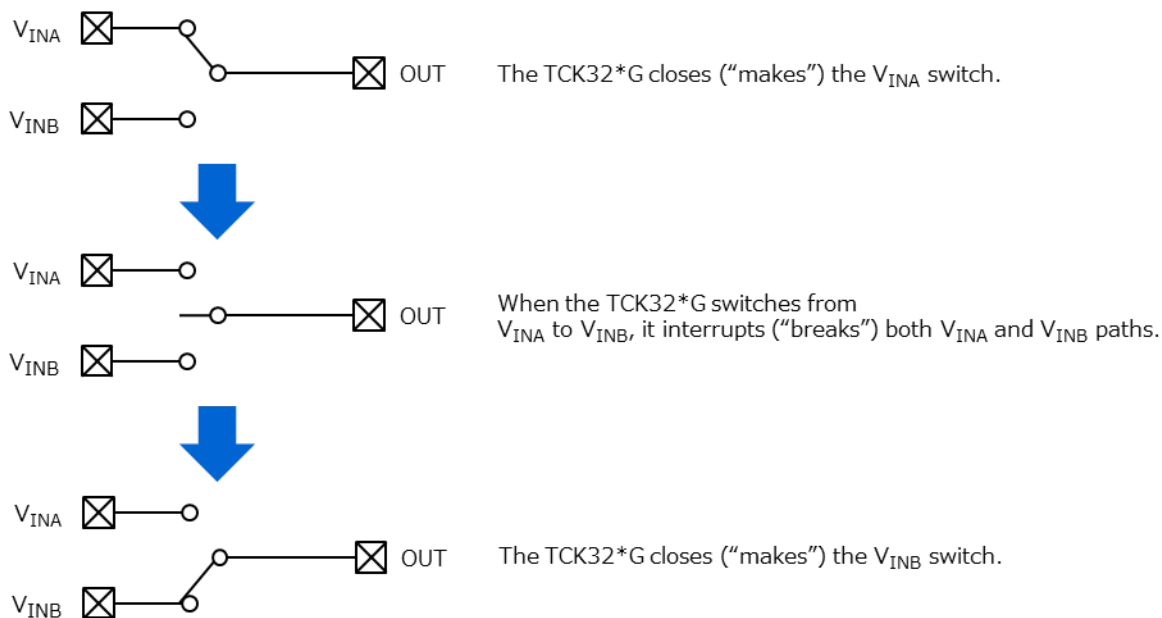 VINA
OUT
The TCK32*G closes (“makes”) the VINA switch.
VINB
VINA
OUT
When the TCK32*G switches from
VINA to VINB, it interrupts (“breaks”) both VINA and VINB paths.
VINB
VINA
OUT
The TCK32*G closes (“makes”) the VINB switch.
VINB